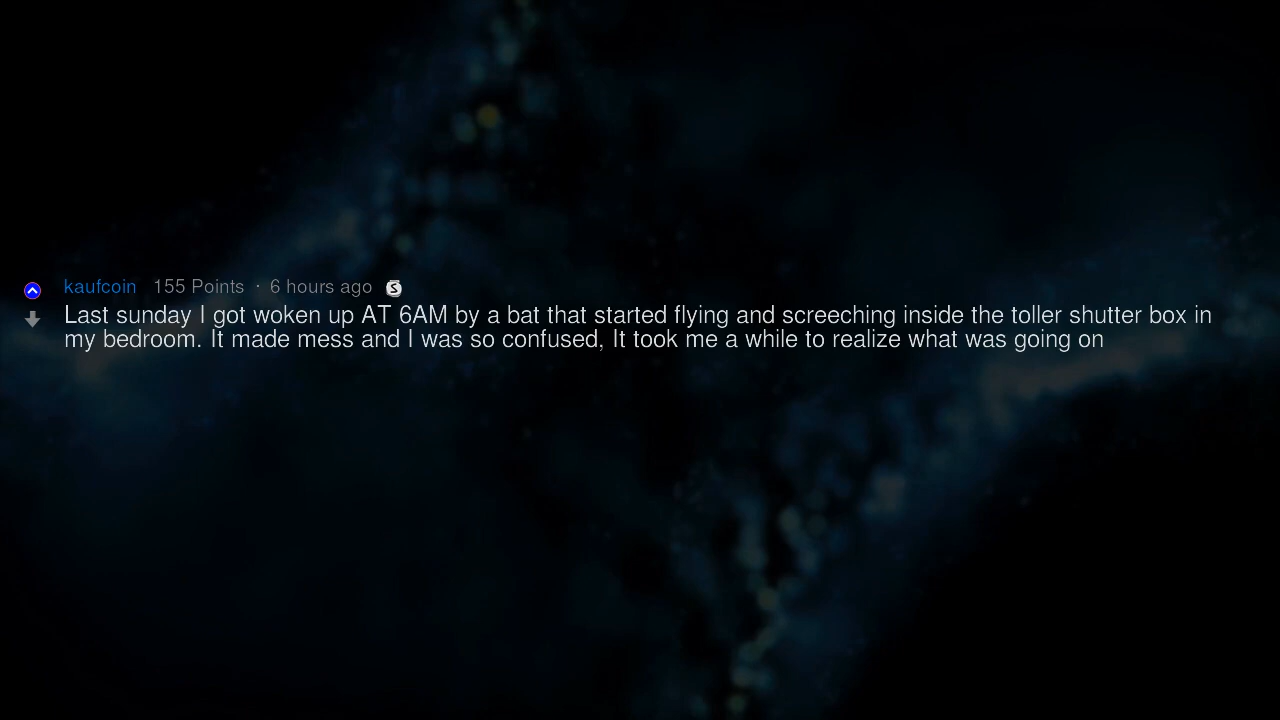 kaufcoin 155 Points · 6 hours ago S
Last sunday I got woken up AT 6AM by a bat that started flying and screeching inside the toller shutter box in
my bedroom. It made mess and I was so confused, It took me a while to realize what was going on